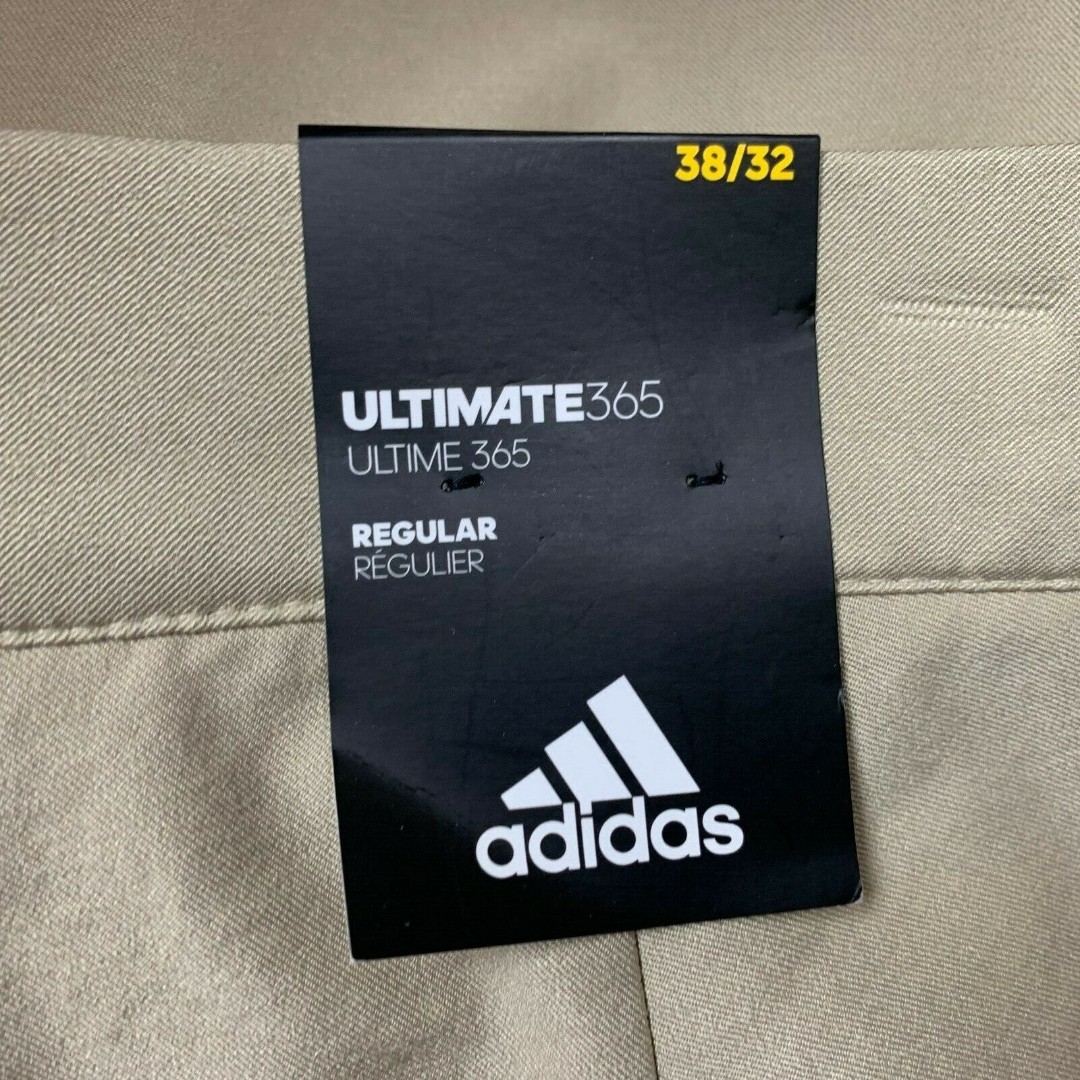 38/32
ULTIMATE365
ULTIME 365
REGULAR
RÉGULIER
adidas